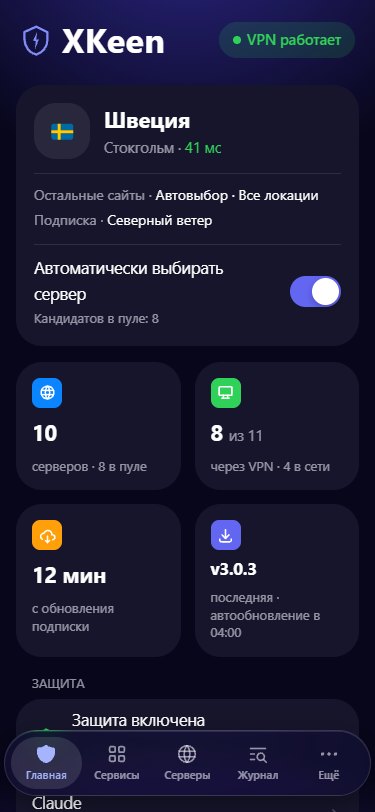 XKeen
VPN работает
Швеция
Стокгольм · 41 мс
Остальные сайты · Автовыбор · Все локации
Подписка · Северный ветер
Автоматически выбирать
сервер
Кандидатов в пуле: 8
10
серверов · 8 в пуле
8 из 11
через VPN · 4 в сети
12 мин
с обновления
подписки
v3.0.3
последняя ·
автообновление в
04:00
ЗАЩИТА
Защита включена
Главная
Сервисы
Серверы
Журнал
Ещё
Claude